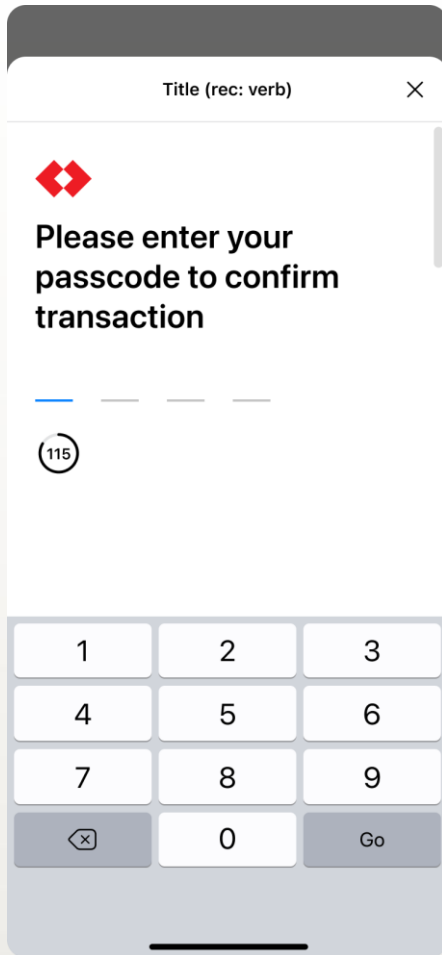 Title (rec: verb)
Please enter your
passcode to confirm
transaction
115
1 2 3
4 5 6
7 8 9
0 Go